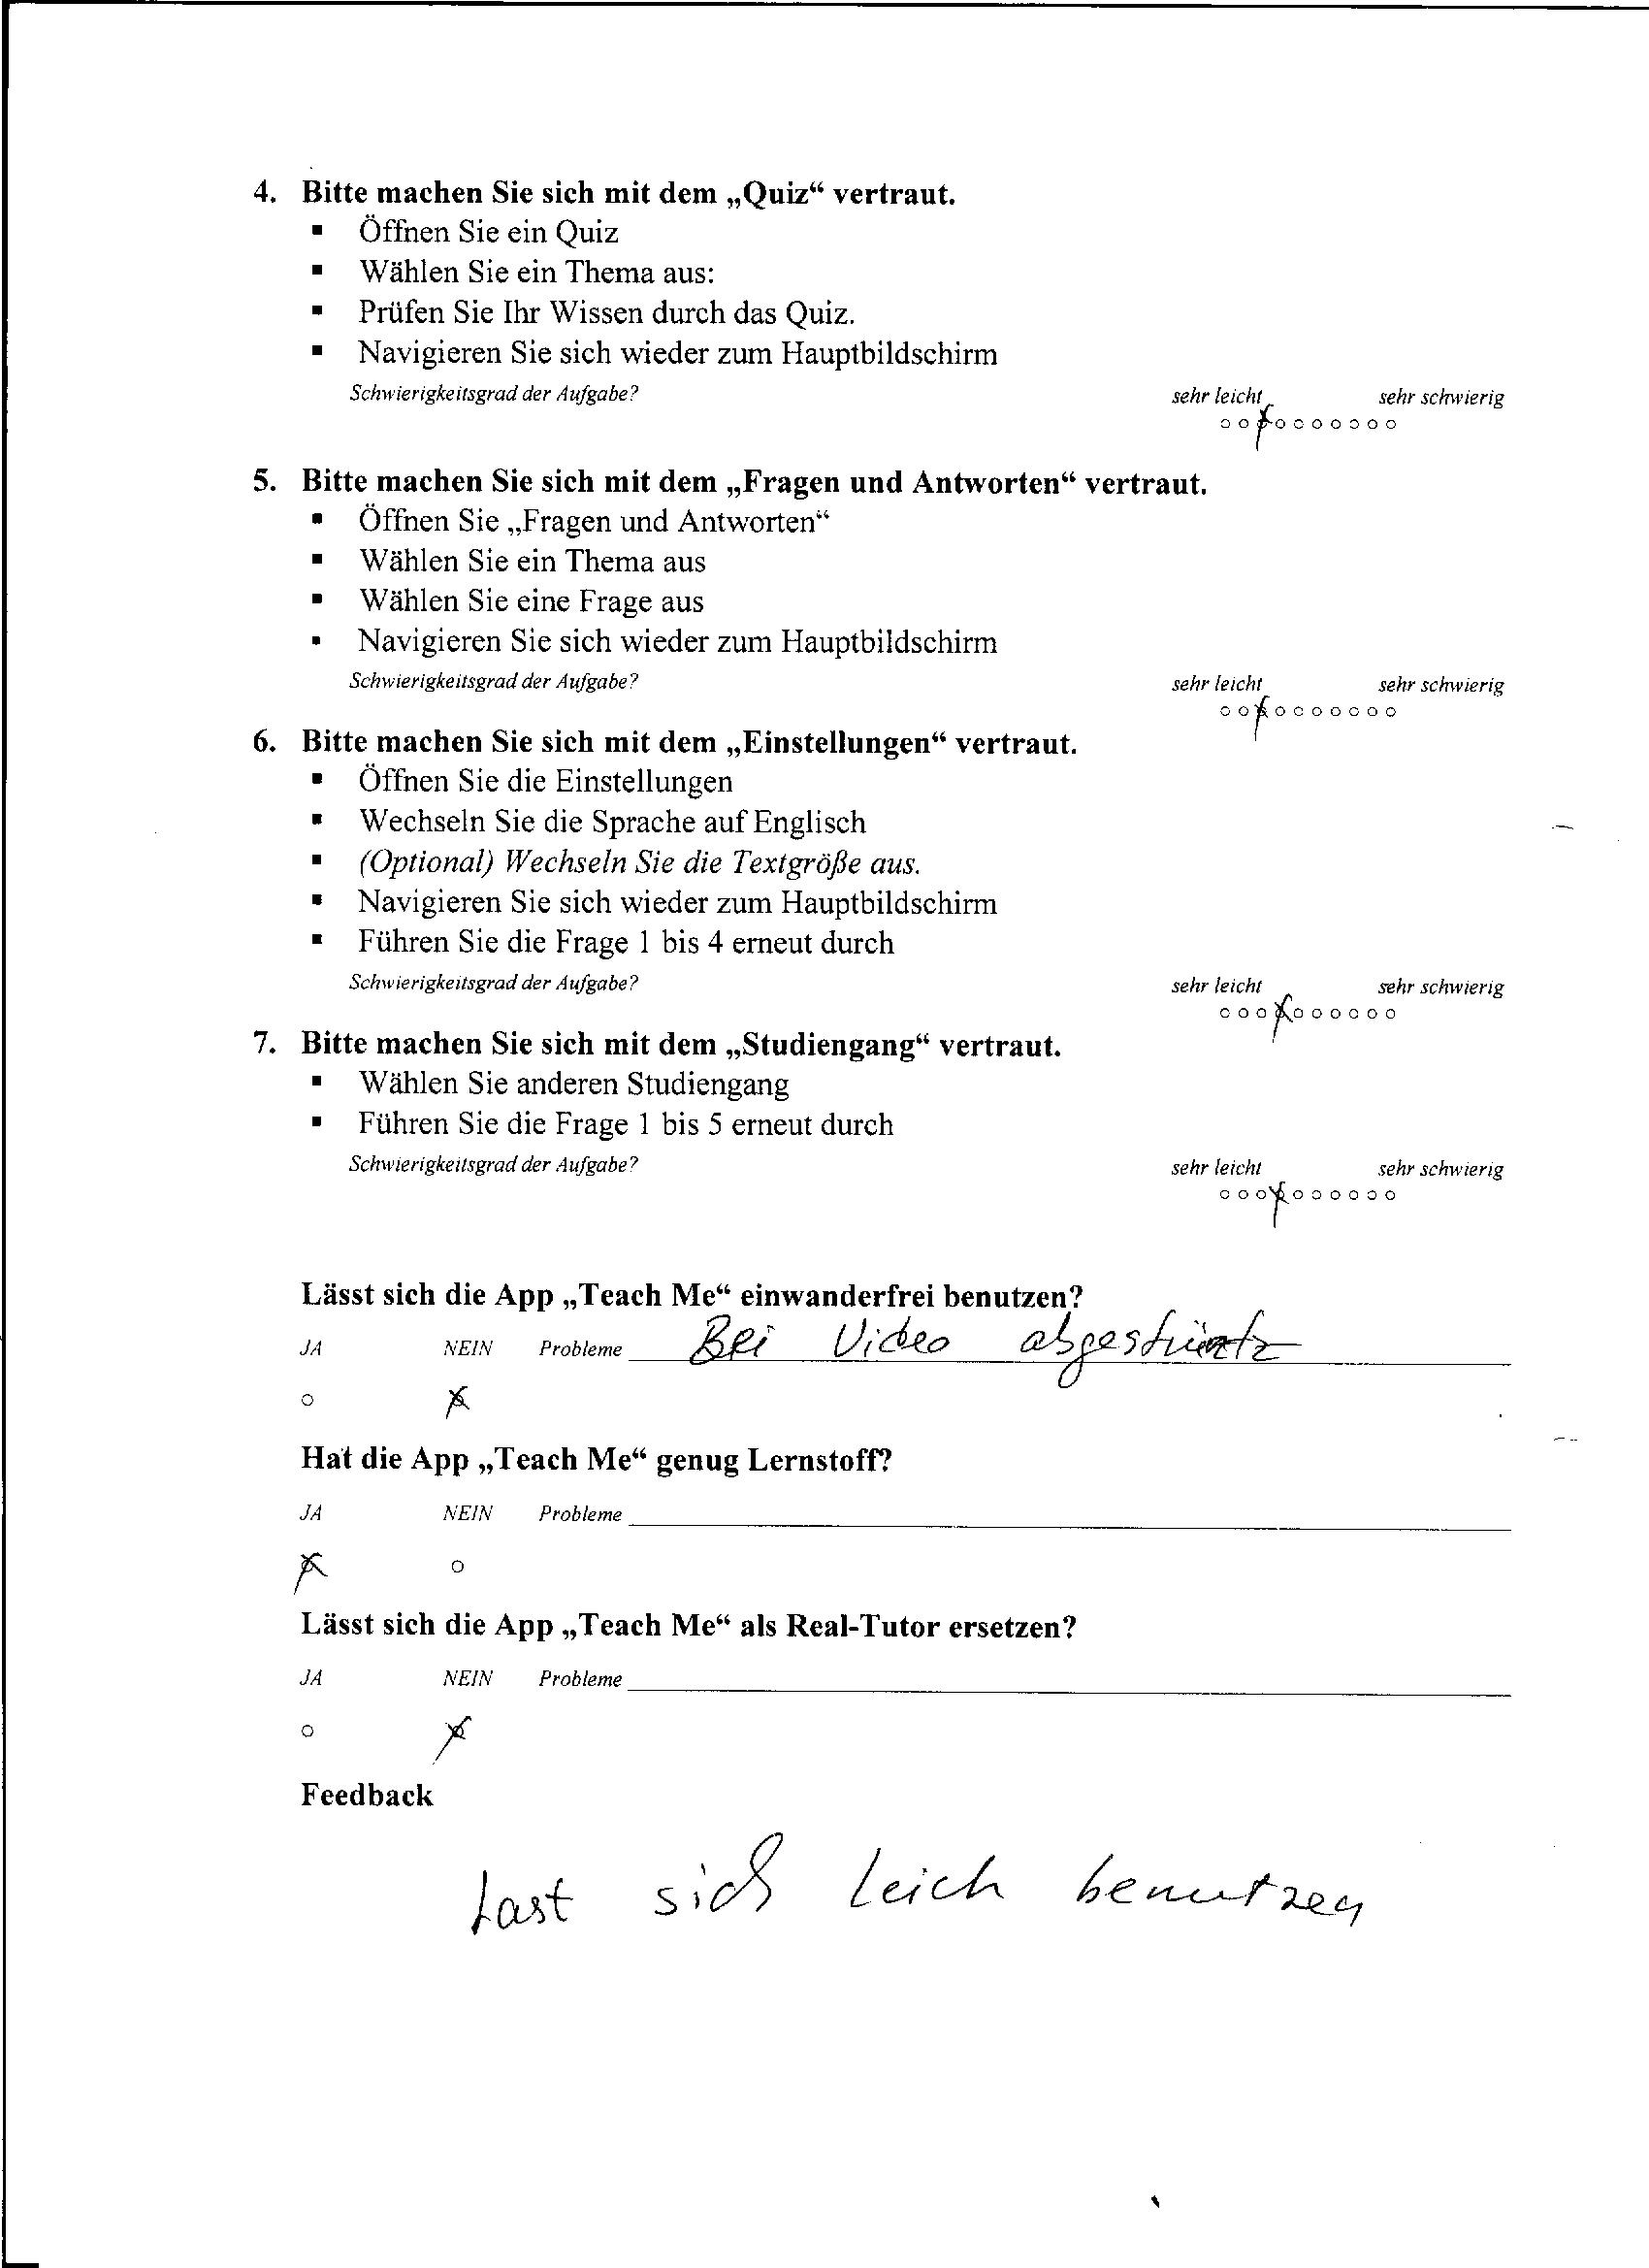 4. Bitte machen Sie sich mit dem „Quiz“ vertraut.
▪ Öffnen Sie ein Quiz
▪ Wählen Sie ein Thema aus:
▪ Prüfen Sie Ihr Wissen durch das Quiz.
▪ Navigieren Sie sich wieder zum Hauptbildschirm
Schwierigkeitsgrad der Aufgabe? sehr leicht sehr schwierig
5. Bitte machen Sie sich mit dem „Fragen und Antworten“ vertraut.
▪ Öffnen Sie „Fragen und Antworten“
▪ Wählen Sie ein Thema aus
▪ Wählen Sie eine Frage aus
▪ Navigieren Sie sich wieder zum Hauptbildschirm
Schwierigkeitsgrad der Aufgabe? sehr leicht sehr schwierig
6. Bitte machen Sie sich mit dem „Einstellungen“ vertraut.
▪ Öffnen Sie die Einstellungen
▪ Wechseln Sie die Sprache auf Englisch
▪ (Optional) Wechseln Sie die Textgröße aus.
▪ Navigieren Sie sich wieder zum Hauptbildschirm
▪ Führen Sie die Frage 1 bis 4 erneut durch
Schwierigkeitsgrad der Aufgabe? sehr leicht sehr schwierig
7. Bitte machen Sie sich mit dem „Studiengang“ vertraut.
▪ Wählen Sie anderen Studiengang
▪ Führen Sie die Frage 1 bis 5 erneut durch
Schwierigkeitsgrad der Aufgabe? sehr leicht sehr schwierig
Lässt sich die App „Teach Me“ einwanderfrei benutzen?
JA NEIN Probleme Bei Video abgestürtz
Hat die App „Teach Me“ genug Lernstoff?
JA NEIN Probleme
Lässt sich die App „Teach Me“ als Real-Tutor ersetzen?
JA NEIN Probleme
Feedback
Last sich leich benutzen